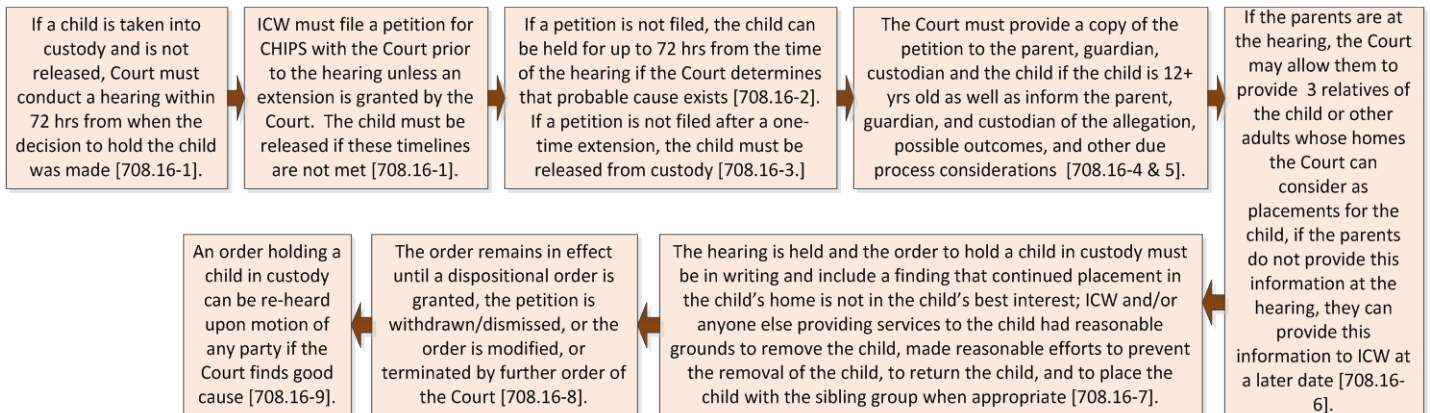 If a child is taken into
custody and is not
released, Court must
conduct a hearing within
72 hrs from when the
decision to hold the child
was made [708.16-1].
ICW must file a petition for
CHIPS with the Court prior
to the hearing unless an
extension is granted by the
Court.  The child must be
released if these timelines
are not met [708.16-1].
If a petition is not filed, the child can
be held for up to 72 hrs from the time
of the hearing if the Court determines
that probable cause exists [708.16-2].
If a petition is not filed after a one-
time extension, the child must be
released from custody [708.16-3.]
The Court must provide a copy of the
petition to the parent, guardian,
custodian and the child if the child is 12+
yrs old as well as inform the parent,
guardian, and custodian of the allegation,
possible outcomes, and other due
process considerations  [708.16-4 & 5].
If the parents are at
the hearing, the Court
may allow them to
provide  3 relatives of
the child or other
adults whose homes
the Court can
consider as
placements for the
child, if the parents
do not provide this
information at the
hearing, they can
provide this
information to ICW at
a later date [708.16-
6].
The hearing is held and the order to hold a child in custody must
be in writing and include a finding that continued placement in
the child's home is not in the child's best interest; ICW and/or
anyone else providing services to the child had reasonable
grounds to remove the child, made reasonable efforts to prevent
the removal of the child, to return the child, and to place the
child with the sibling group when appropriate [708.16-7].
The order remains in effect
until a dispositional order is
granted, the petition is
withdrawn/dismissed, or the
order is modified, or
terminated by further order of
the Court [708.16-8].
An order holding a
child in custody
can be re-heard
upon motion of
any party if the
Court finds good
cause [708.16-9].